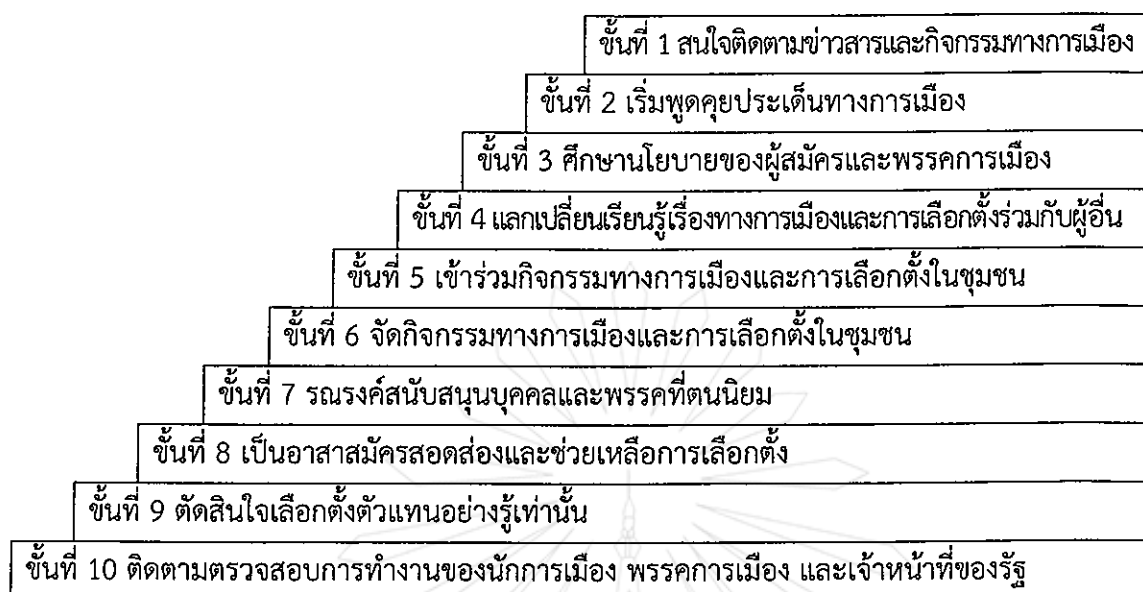 ขั้นที่ 1 สนใจติดตามข่าวสารและกิจกรรมทางการเมือง
ขั้นที่ 2 เริ่มพูดคุยประเด็นทางการเมือง
ขั้นที่ 3 ศึกษานโยบายของผู้สมัครและพรรคการเมือง
ขั้นที่ 4 แลกเปลี่ยนเรียนรู้เรื่องทางการเมืองและการเลือกตั้งร่วมกับผู้อื่น
ขั้นที่ 5 เข้าร่วมกิจกรรมทางการเมืองและการเลือกตั้งในชุมชน
ขั้นที่ 6 จัดกิจกรรมทางการเมืองและการเลือกตั้งในชุมชน
ขั้นที่ 7 รณรงค์สนับสนุนบุคคลและพรรคที่ตนนิยม
ขั้นที่ 8 เป็นอาสาสมัครสอดส่องและช่วยเหลือการเลือกตั้ง
ขั้นที่ 9 ตัดสินใจเลือกตั้งตัวแทนอย่างรู้เท่านั้น
ขั้นที่ 10 ติดตามตรวจสอบการทำงานของนักการเมือง พรรคการเมือง และเจ้าหน้าที่ของรัฐ